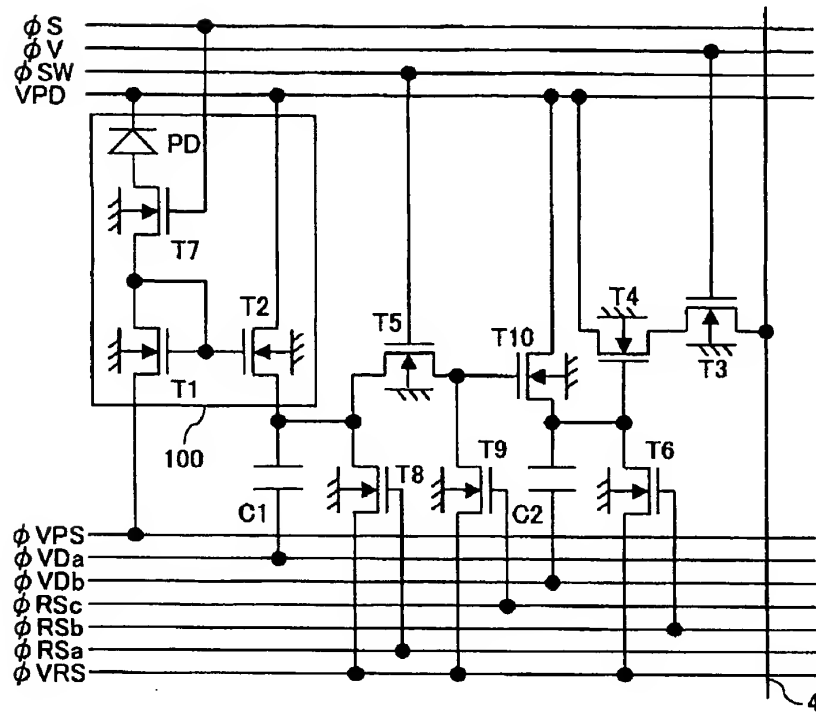 φS
φV
φSW
VPD
PD
T7
T2
T1
100
T5
T10
T4
T3
T8
T9
T6
C1
C2
φVPS
φVDa
φVDb
φRSc
φRSb
φRSa
φVRS
4